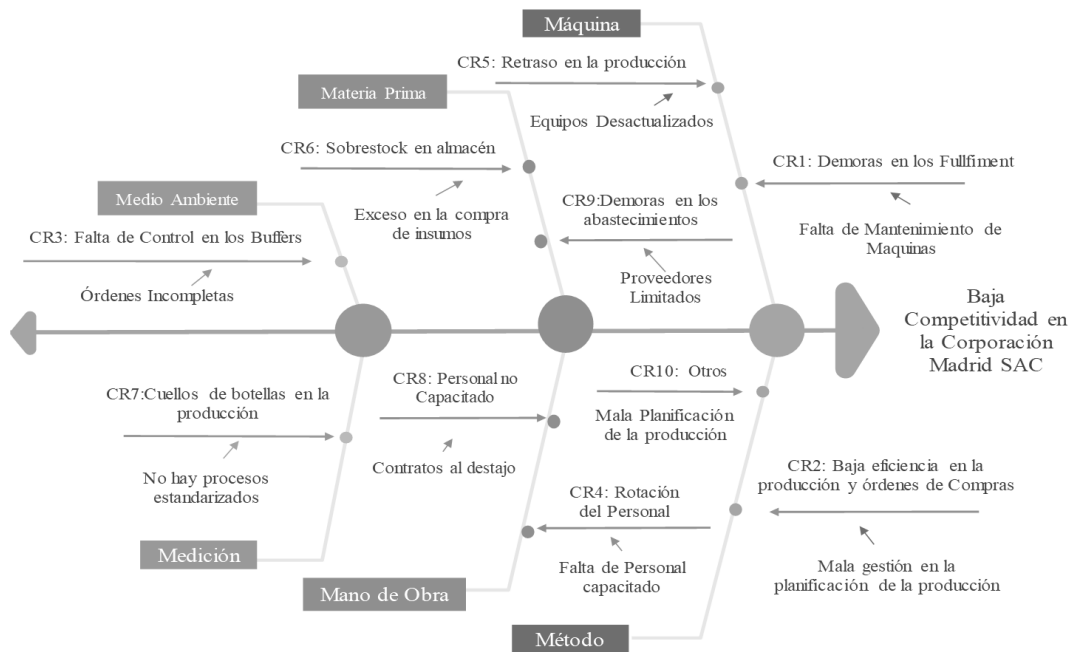 Máquina
CR5: Retraso en la producción
Equipos Desactualizados
CR1: Demoras en los Fullfiment
Falta de Mantenimiento de
Maquinas
Materia Prima
CR6: Sobrestock en almacén
Exceso en la compra
de insumos
CR9:Demoras en los
abastecimientos
Proveedores
Limitados
Medio Ambiente
CR3: Falta de Control en los Buffers
Órdenes Incompletas
Baja
Competitividad en
la Corporación
Madrid SAC
CR7:Cuellos de botellas en la
producción
No hay procesos
estandarizados
Medición
CR8: Personal no
Capacitado
Contratos al destajo
CR4: Rotación
del Personal
Falta de Personal
capacitado
Mano de Obra
CR10: Otros
Mala Planificación
de la producción
CR2: Baja eficiencia en la
producción y órdenes de Compras
Mala gestión en la
planificación de la producción
Método